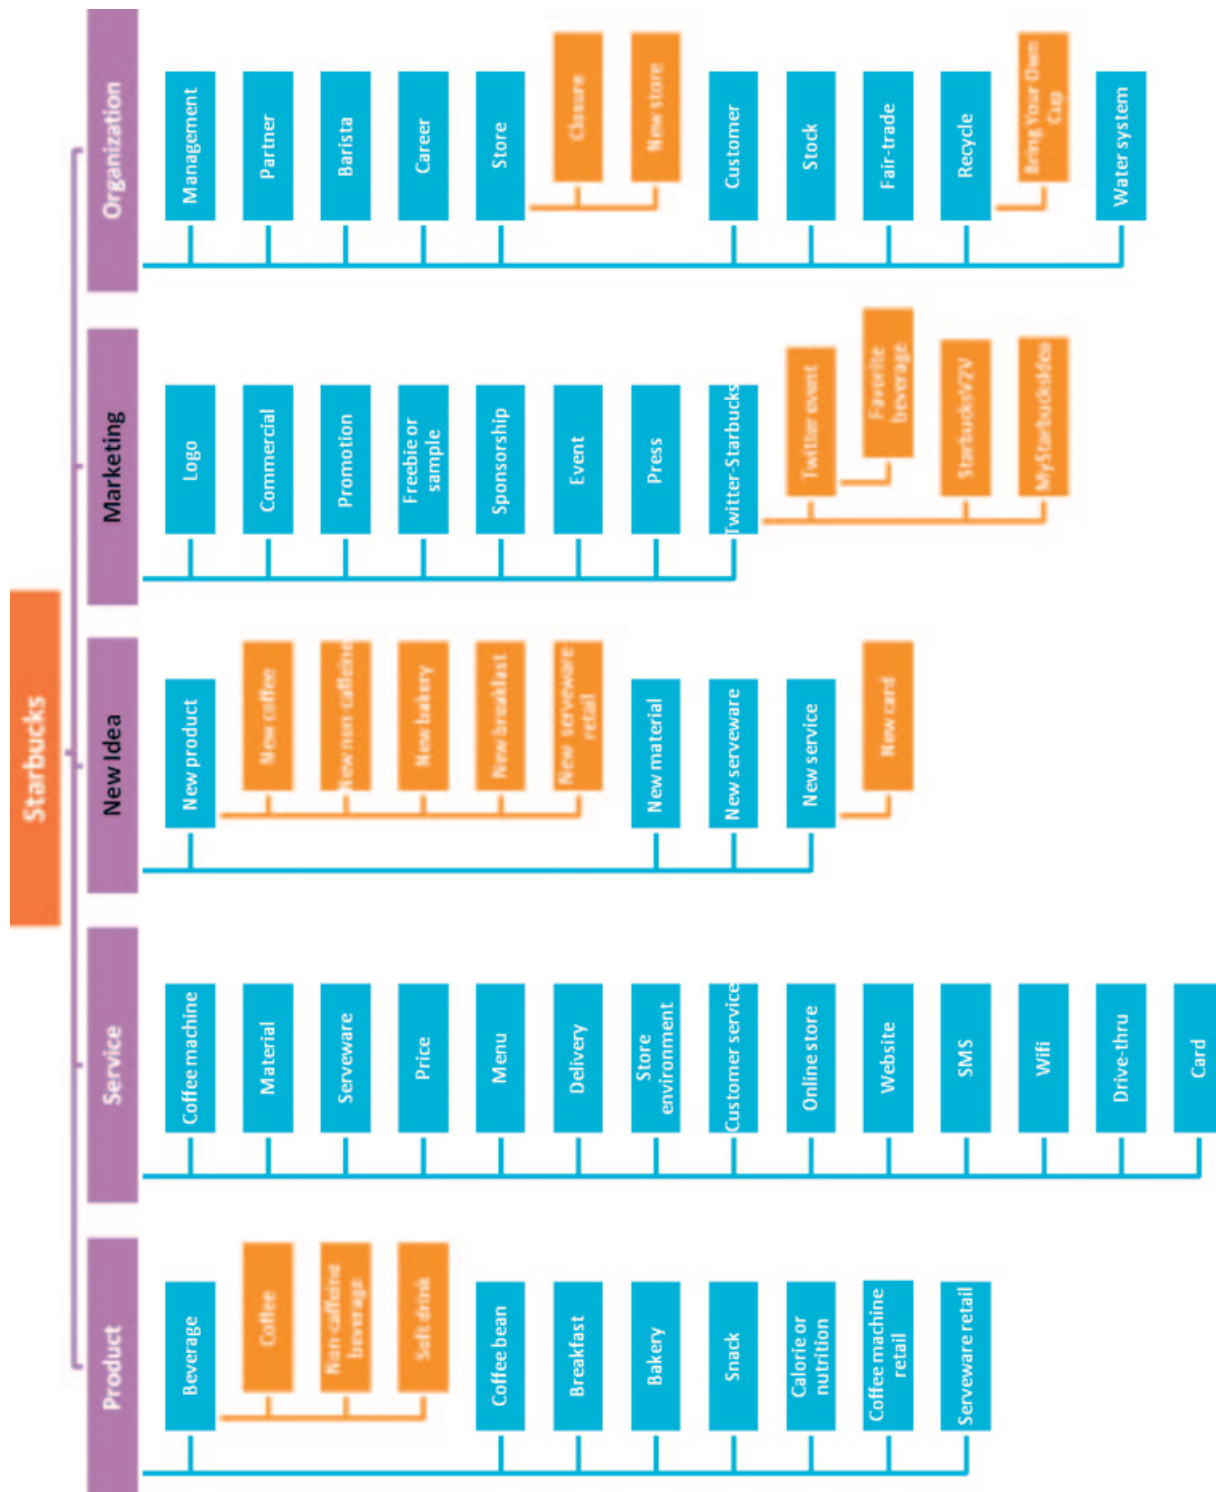 Starbucks
Product
Beverage
Coffee
Non caffeine
beverage
Soft drink
Coffee bean
Breakfast
Bakery
Snack
Calorie or
nutrition
Coffee machine
retail
Serveware retail
Service
Coffee machine
Material
Serveware
Price
Menu
Delivery
Store
environment
Customer service
Online store
Website
SMS
Wifi
Drive-thru
Card
New Idea
New product
New coffee
New non caffeine
New bakery
New breakfast
New serveware
retail
New material
New serveware
New service
New card
Marketing
Logo
Commercial
Promotion
Freebie or
sample
Sponsorship
Event
Press
Twitter-Starbucks
Twitter event
Favorite
beverage
StarbucksV2V
MyStarbucksIdea
Organization
Management
Partner
Barista
Career
Store
Closure
New store
Customer
Stock
Fair-trade
Recycle
Bring Your Own
Cup
Water system